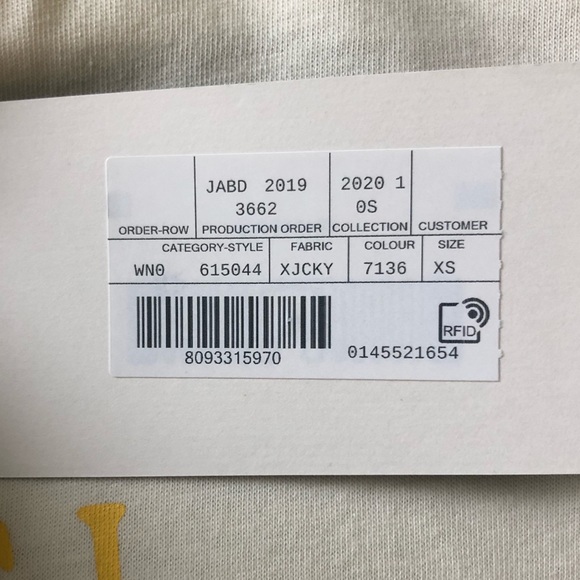 JABD 2019 2020 1
3662 0S
ORDER-ROW PRODUCTION ORDER COLLECTION CUSTOMER
CATEGORY-STYLE FABRIC COLOUR SIZE
WN0 615044 XJCKY 7136 XS
RFID
8093315970 0145521654